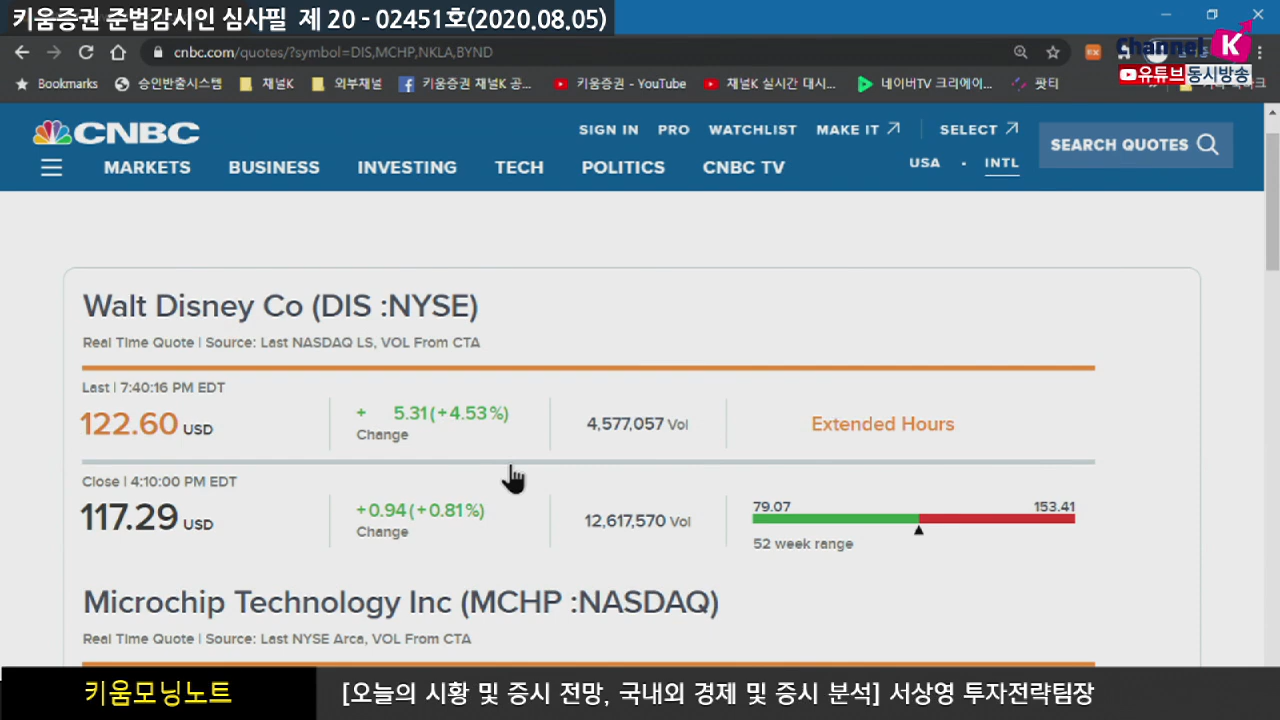 키움증권 준법감시인 심사필 제 20 - 02451호(2020.08.05)
cnbc.com/quotes/?symbol=DIS,MCHP,NKLA,BYND
Channel K
유튜브 동시방송
Bookmarks 승인반출시스템 채널K 외부채널 키움증권 채널K 공... 키움증권 - YouTube 채널K 실시간 대시... 네이버TV 크리에이... 팟티
CNBC
SIGN IN PRO WATCHLIST MAKE IT SELECT
USA · INTL
SEARCH QUOTES
MARKETS BUSINESS INVESTING TECH POLITICS CNBC TV
Walt Disney Co (DIS :NYSE)
Real Time Quote | Source: Last NASDAQ LS, VOL From CTA
Last | 7:40:16 PM EDT
122.60 USD
+ 5.31 (+4.53%)
Change
4,577,057 Vol
Extended Hours
Close | 4:10:00 PM EDT
117.29 USD
+0.94 (+0.81%)
Change
12,617,570 Vol
79.07 153.41
52 week range
Microchip Technology Inc (MCHP :NASDAQ)
Real Time Quote | Source: Last NYSE Arca, VOL From CTA
키움모닝노트
[오늘의 시황 및 증시 전망, 국내외 경제 및 증시 분석] 서상영 투자전략팀장